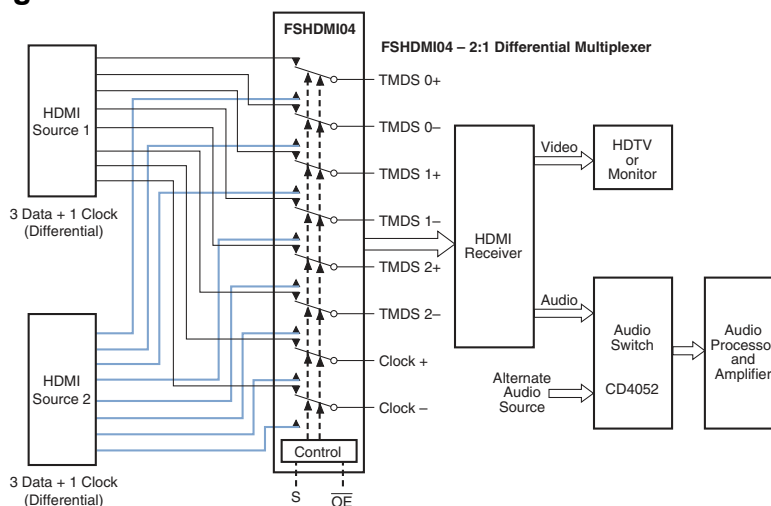 FSHDMI04
FSHDMI04 – 2:1 Differential Multiplexer
HDMI
Source 1
3 Data + 1 Clock
(Differential)
HDMI
Source 2
3 Data + 1 Clock
(Differential)
TMDS 0+
TMDS 0–
TMDS 1+
TMDS 1–
TMDS 2+
TMDS 2–
Clock +
Clock –
Control
S
OE
HDMI
Receiver
Video
HDTV
or
Monitor
Audio
Alternate
Audio
Source
Audio
Switch
CD4052
Audio
Processo
and
Amplifier